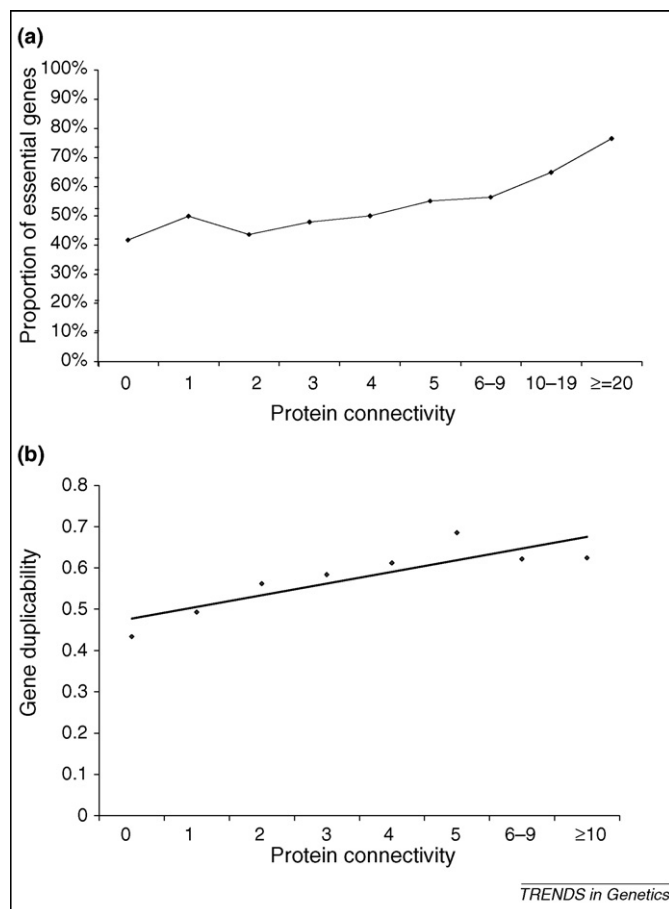 (a)
Proportion of essential genes
100%
90%
80%
70%
60%
50%
40%
30%
20%
10%
0%
0 1 2 3 4 5 6–9 10–19 ≥=20
Protein connectivity
(b)
Gene duplicability
0.8
0.7
0.6
0.5
0.4
0.3
0.2
0.1
0
0 1 2 3 4 5 6–9 ≥10
Protein connectivity
TRENDS in Genetics